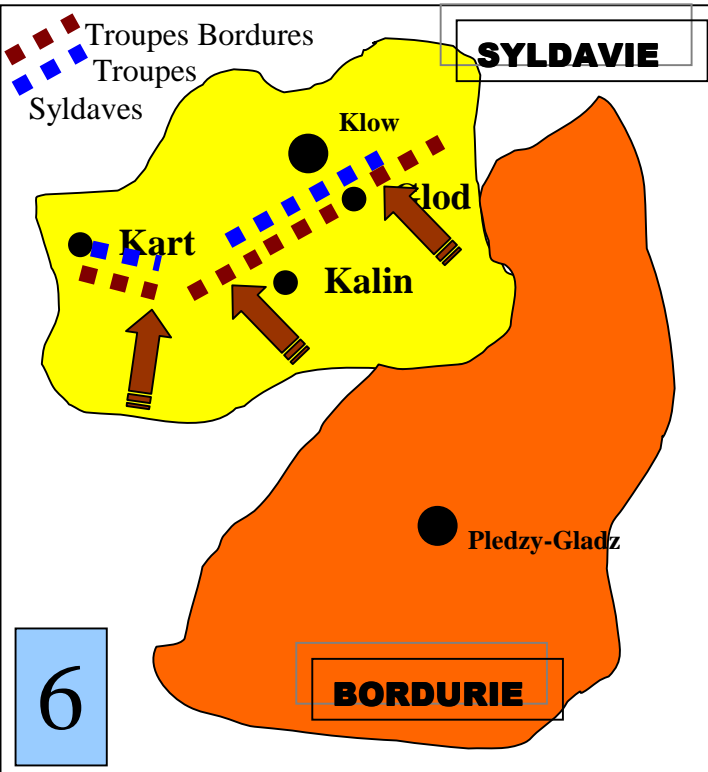 Troupes Bordures
Troupes
Syldaves
SYLDAVIE
Klow
Glod
Kart
Kalin
Pledzy-Gladz
BORDURIE
6